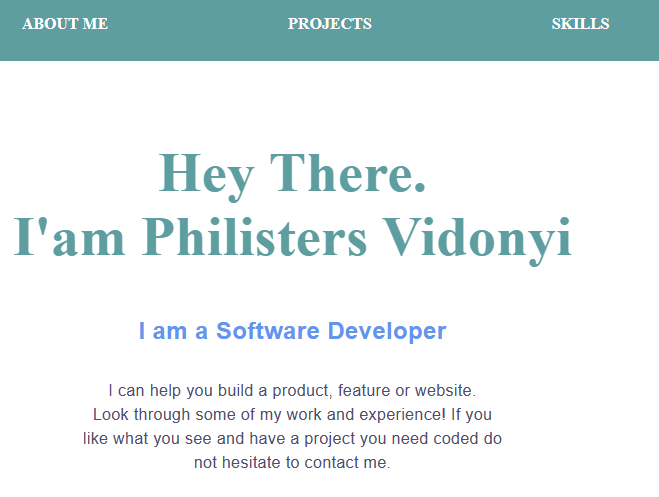 ABOUT ME PROJECTS SKILLS
Hey There.
I'am Philisters Vidonyi
I am a Software Developer
I can help you build a product, feature or website.
Look through some of my work and experience! If you
like what you see and have a project you need coded do
not hesitate to contact me.